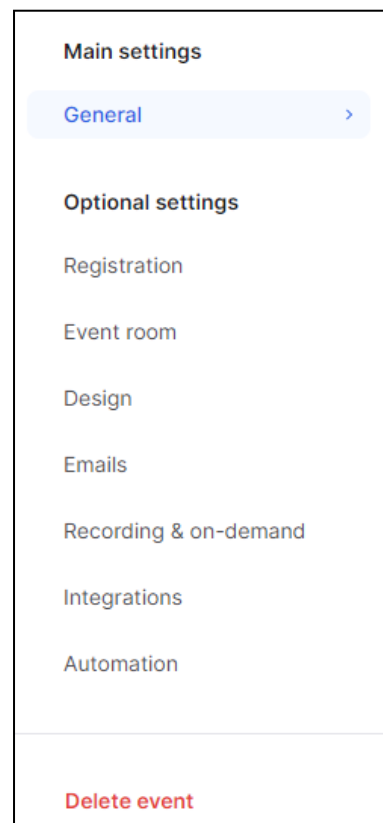 Main settings
General
Optional settings
Registration
Event room
Design
Emails
Recording & on-demand
Integrations
Automation
Delete event